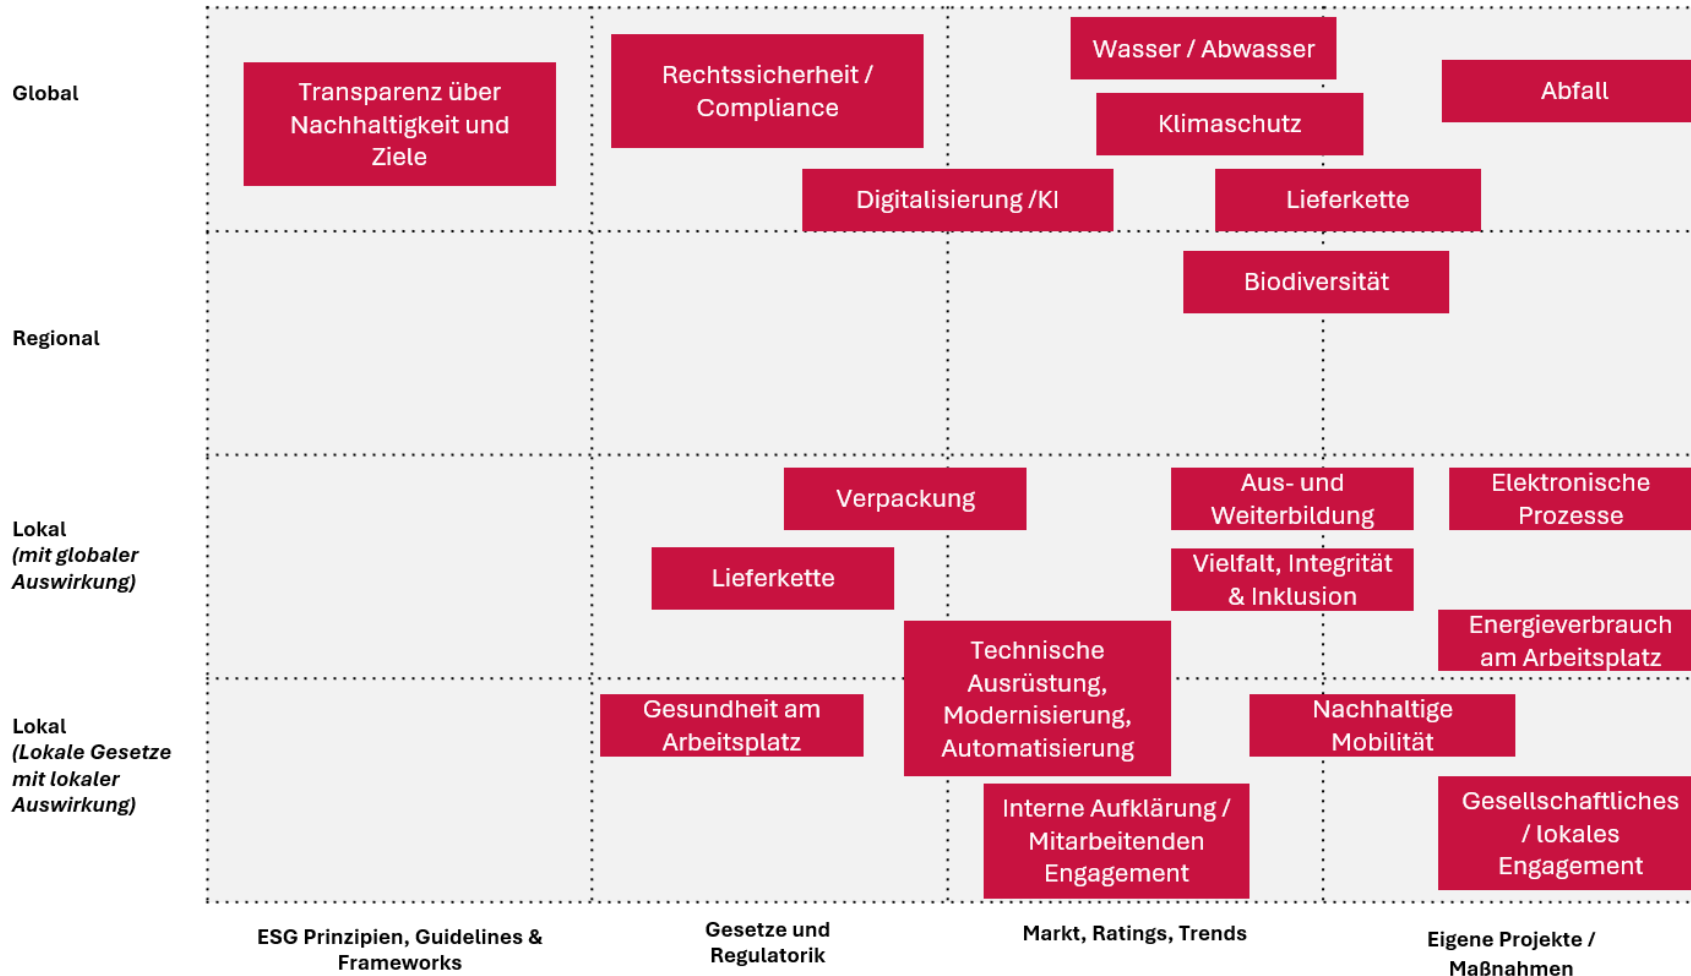 Global
Transparenz über
Nachhaltigkeit und
Ziele
Rechtssicherheit /
Compliance
Wasser / Abwasser
Klimaschutz
Abfall
Digitalisierung /KI
Lieferkette
Regional
Biodiversität
Lokal
(mit globaler
Auswirkung)
Verpackung
Aus- und
Weiterbildung
Elektronische
Prozesse
Lieferkette
Vielfalt, Integrität
& Inklusion
Energieverbrauch
am Arbeitsplatz
Technische
Ausrüstung,
Modernisierung,
Automatisierung
Lokal
(Lokale Gesetze
mit lokaler
Auswirkung)
Gesundheit am
Arbeitsplatz
Nachhaltige
Mobilität
Interne Aufklärung /
Mitarbeitenden
Engagement
Gesellschaftliches
/ lokales
Engagement
ESG Prinzipien, Guidelines &
Frameworks
Gesetze und
Regulatorik
Markt, Ratings, Trends
Eigene Projekte /
Maßnahmen